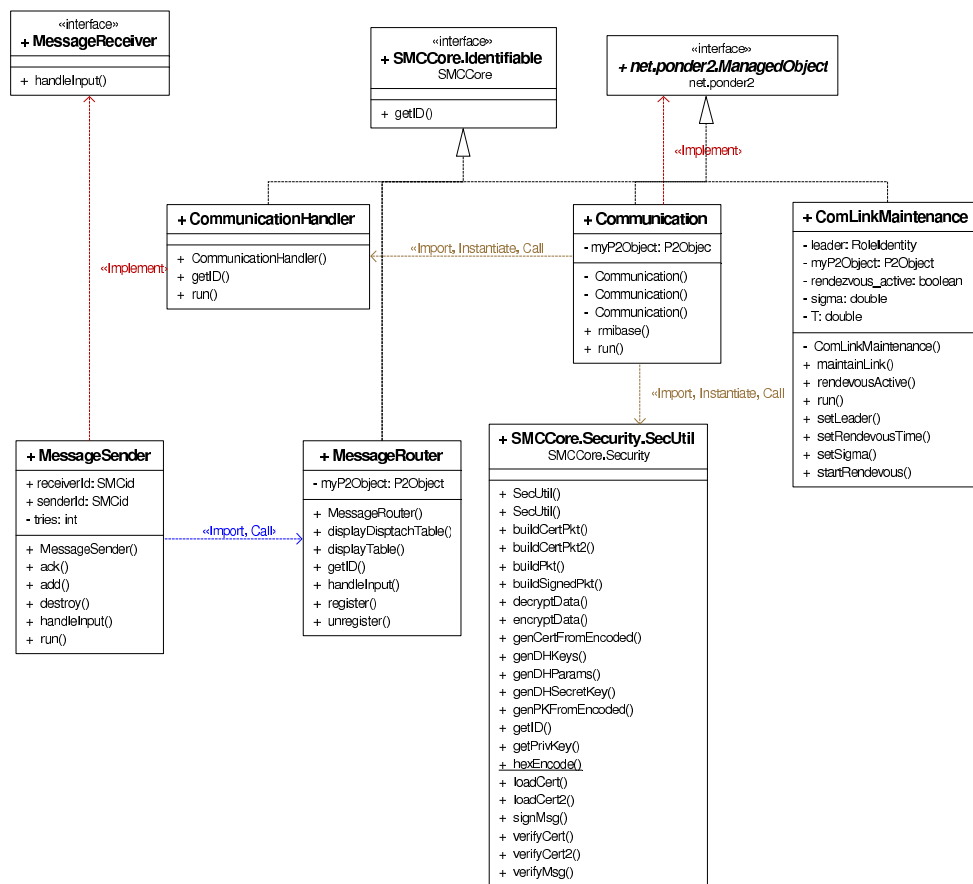 «interface»
+ MessageReceiver
+ handleInput()
«interface»
+ SMCCore.Identifiable
SMCCore
+ getID()
«interface»
+ net.ponder2.ManagedObject
net.ponder2
«Implement»
+ CommunicationHandler
+ CommunicationHandler()
+ getID()
+ run()
«Import, Instantiate, Call
+ Communication
- myP2Object: P2Objec
- Communication()
- Communication()
- Communication()
+ rmibase()
+ run()
+ ComLinkMaintenance
- leader: RoleIdentity
- myP2Object: P2Object
- rendezvous_active: boolean
- sigma: double
- T: double
- ComLinkMaintenance()
+ maintainLink()
+ rendevousActive()
+ run()
+ setLeader()
+ setRendevousTime()
+ setSigma()
+ startRendevous()
«Implement»
«Import, Instantiate, Call
+ MessageSender
+ receiverId: SMCid
+ senderId: SMCid
- tries: int
+ MessageSender()
+ ack()
+ add()
+ destroy()
+ handleInput()
+ run()
«Import, Call»
+ MessageRouter
- myP2Object: P2Object
+ MessageRouter()
+ displayDisptachTable()
+ displayTable()
+ getID()
+ handleInput()
+ register()
+ unregister()
+ SMCCore.Security.SecUtil
SMCCore.Security
+ SecUtil()
+ SecUtil()
+ buildCertPkt()
+ buildCertPkt2()
+ buildPkt()
+ buildSignedPkt()
+ decryptData()
+ encryptData()
+ genCertFromEncoded()
+ genDHKeys()
+ genDHParams()
+ genDHSecretKey()
+ genPKFromEncoded()
+ getID()
+ getPrivKey()
+ hexEncode()
+ loadCert()
+ loadCert2()
+ signMsg()
+ verifyCert()
+ verifyCert2()
+ verifyMsg()